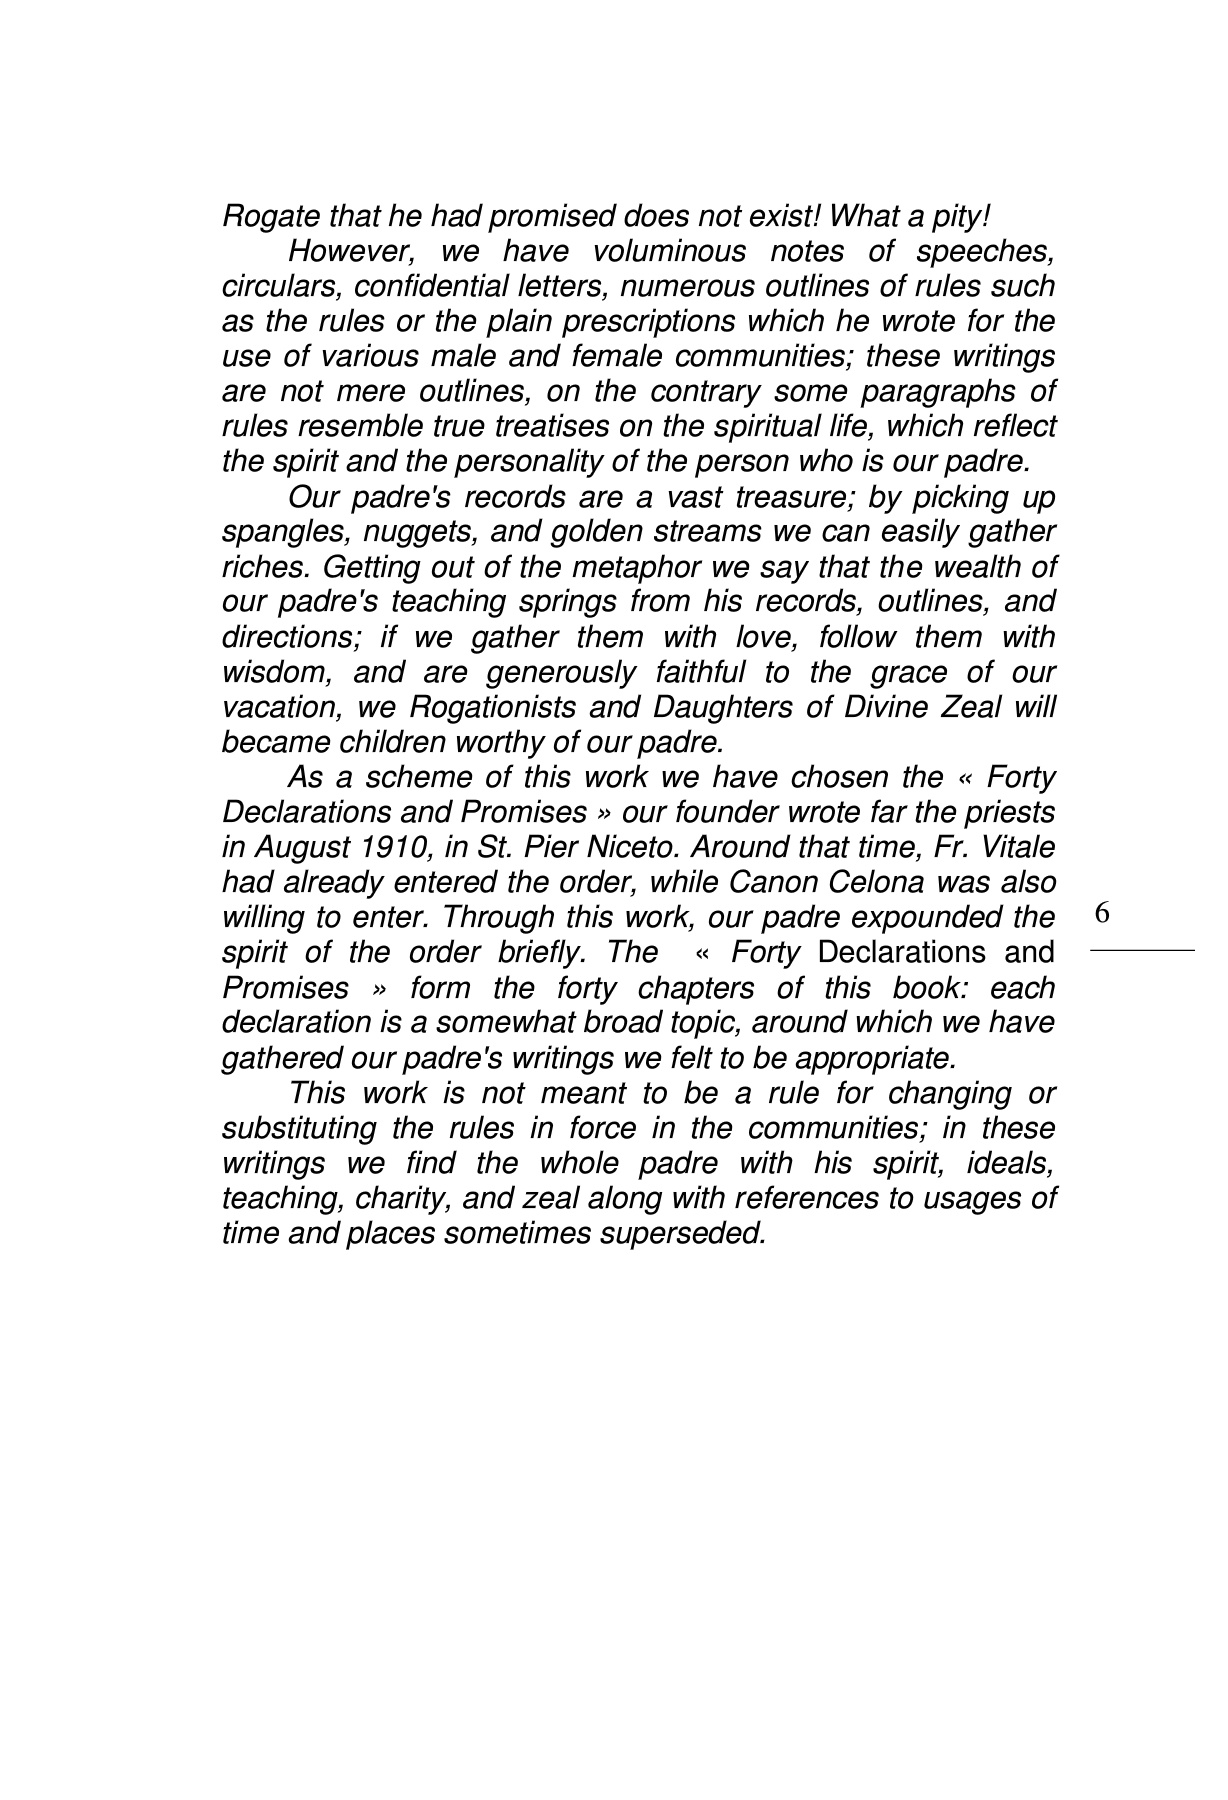 Rogate that he had promised does not exist! What a pity!
However, we have voluminous notes of speeches,
circulars, confidential letters, numerous outlines of rules such
as the rules or the plain prescriptions which he wrote for the
use of various male and female communities; these writings
are not mere outlines, on the contrary some paragraphs of
rules resemble true treatises on the spiritual life, which reflect
the spirit and the personality of the person who is our padre.
Our padre's records are a vast treasure; by picking up
spangles, nuggets, and golden streams we can easily gather
riches. Getting out of the metaphor we say that the wealth of
our padre's teaching springs from his records, outlines, and
directions; if we gather them with love, follow them with
wisdom, and are generously faithful to the grace of our
vacation, we Rogationists and Daughters of Divine Zeal will
became children worthy of our padre.
As a scheme of this work we have chosen the « Forty
Declarations and Promises » our founder wrote far the priests
in August 1910, in St. Pier Niceto. Around that time, Fr. Vitale
had already entered the order, while Canon Celona was also
willing to enter. Through this work, our padre expounded the
spirit of the order briefly. The « Forty Declarations and
Promises » form the forty chapters of this book: each
declaration is a somewhat broad topic, around which we have
gathered our padre's writings we felt to be appropriate.
This work is not meant to be a rule for changing or
substituting the rules in force in the communities; in these
writings we find the whole padre with his spirit, ideals,
teaching, charity, and zeal along with references to usages of
time and places sometimes superseded.
6